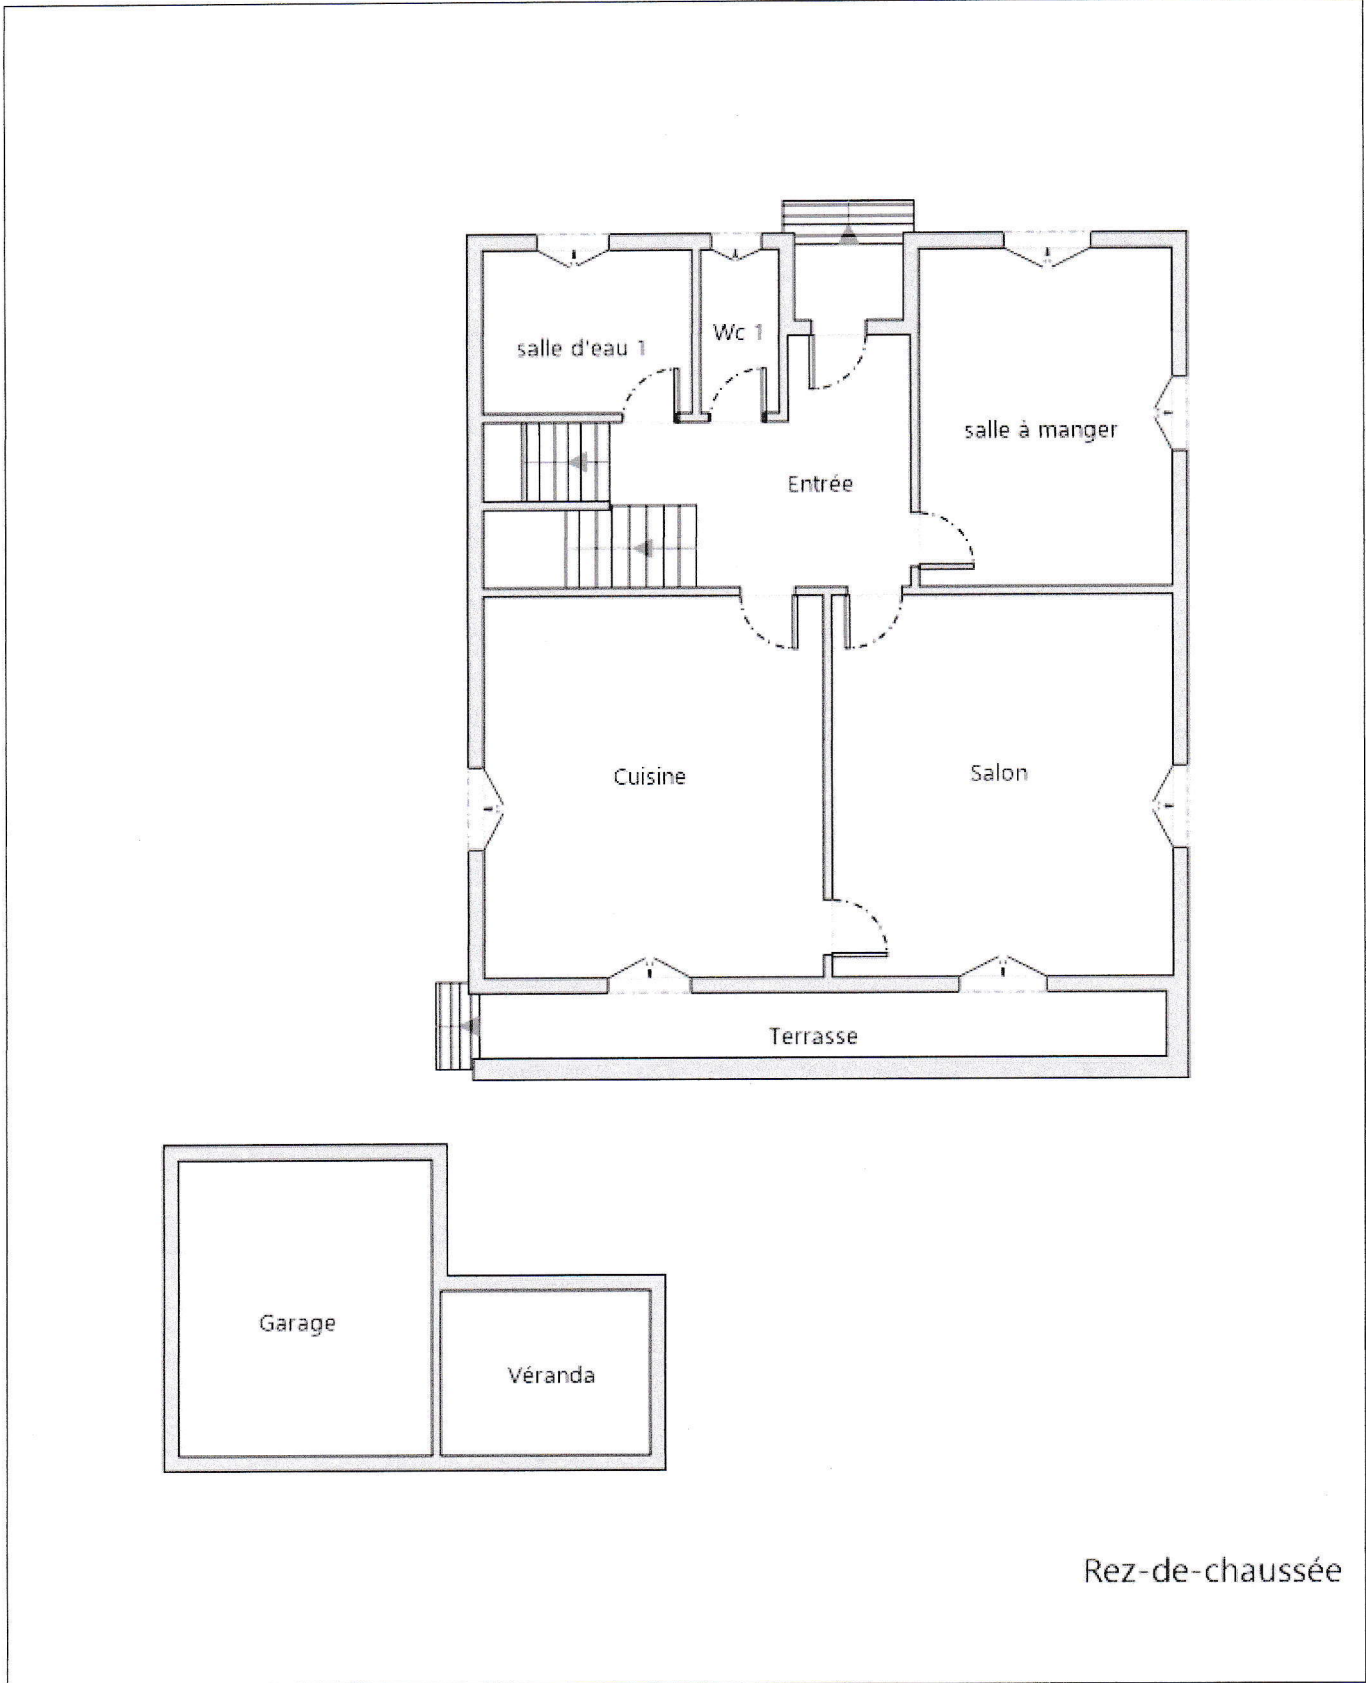 Wc 1
salle d'eau 1
salle à manger
Entrée
Cuisine
Salon
Terrasse
Garage
Véranda
Rez-de-chaussée